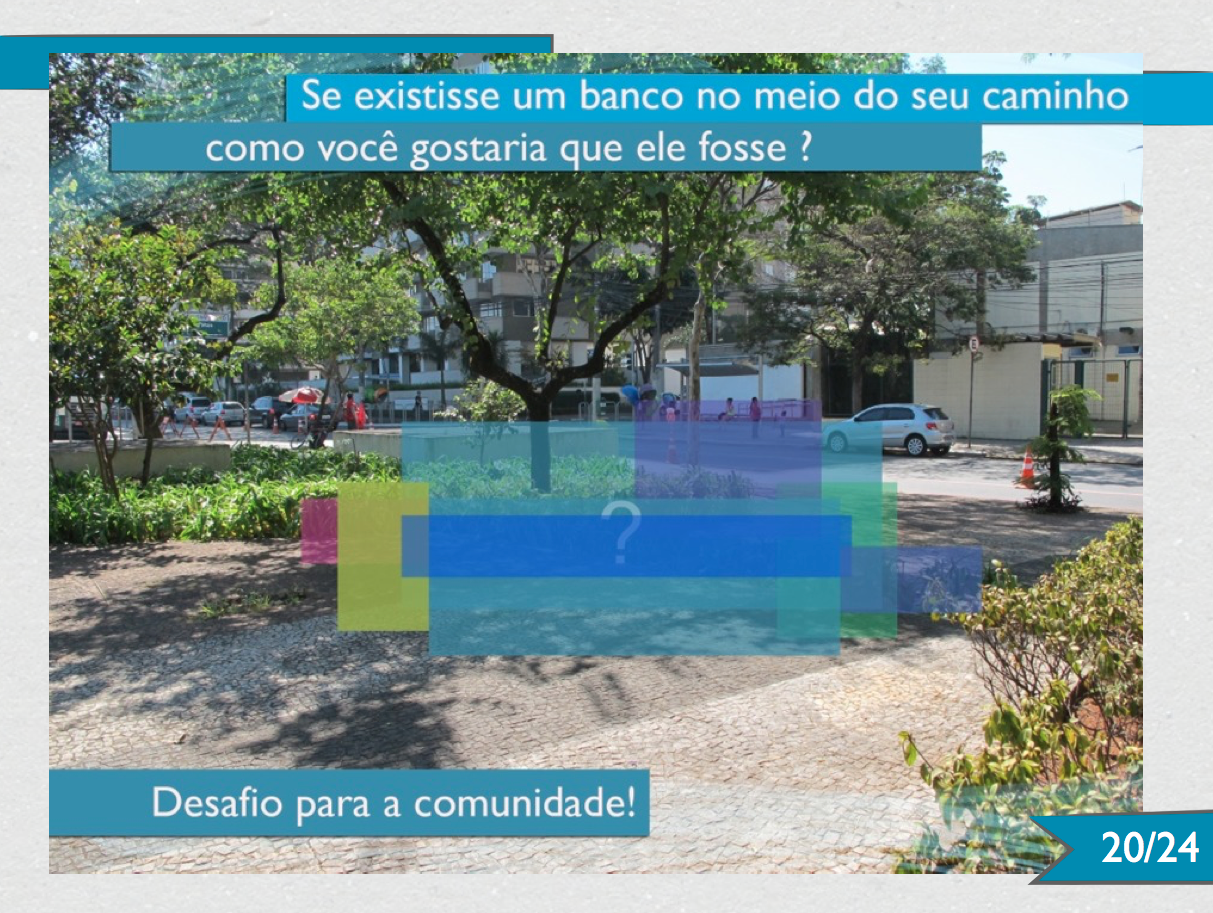 Se existisse um banco no meio do seu caminho
como você gostaria que ele fosse ?
?
Desafio para a comunidade!
20/24